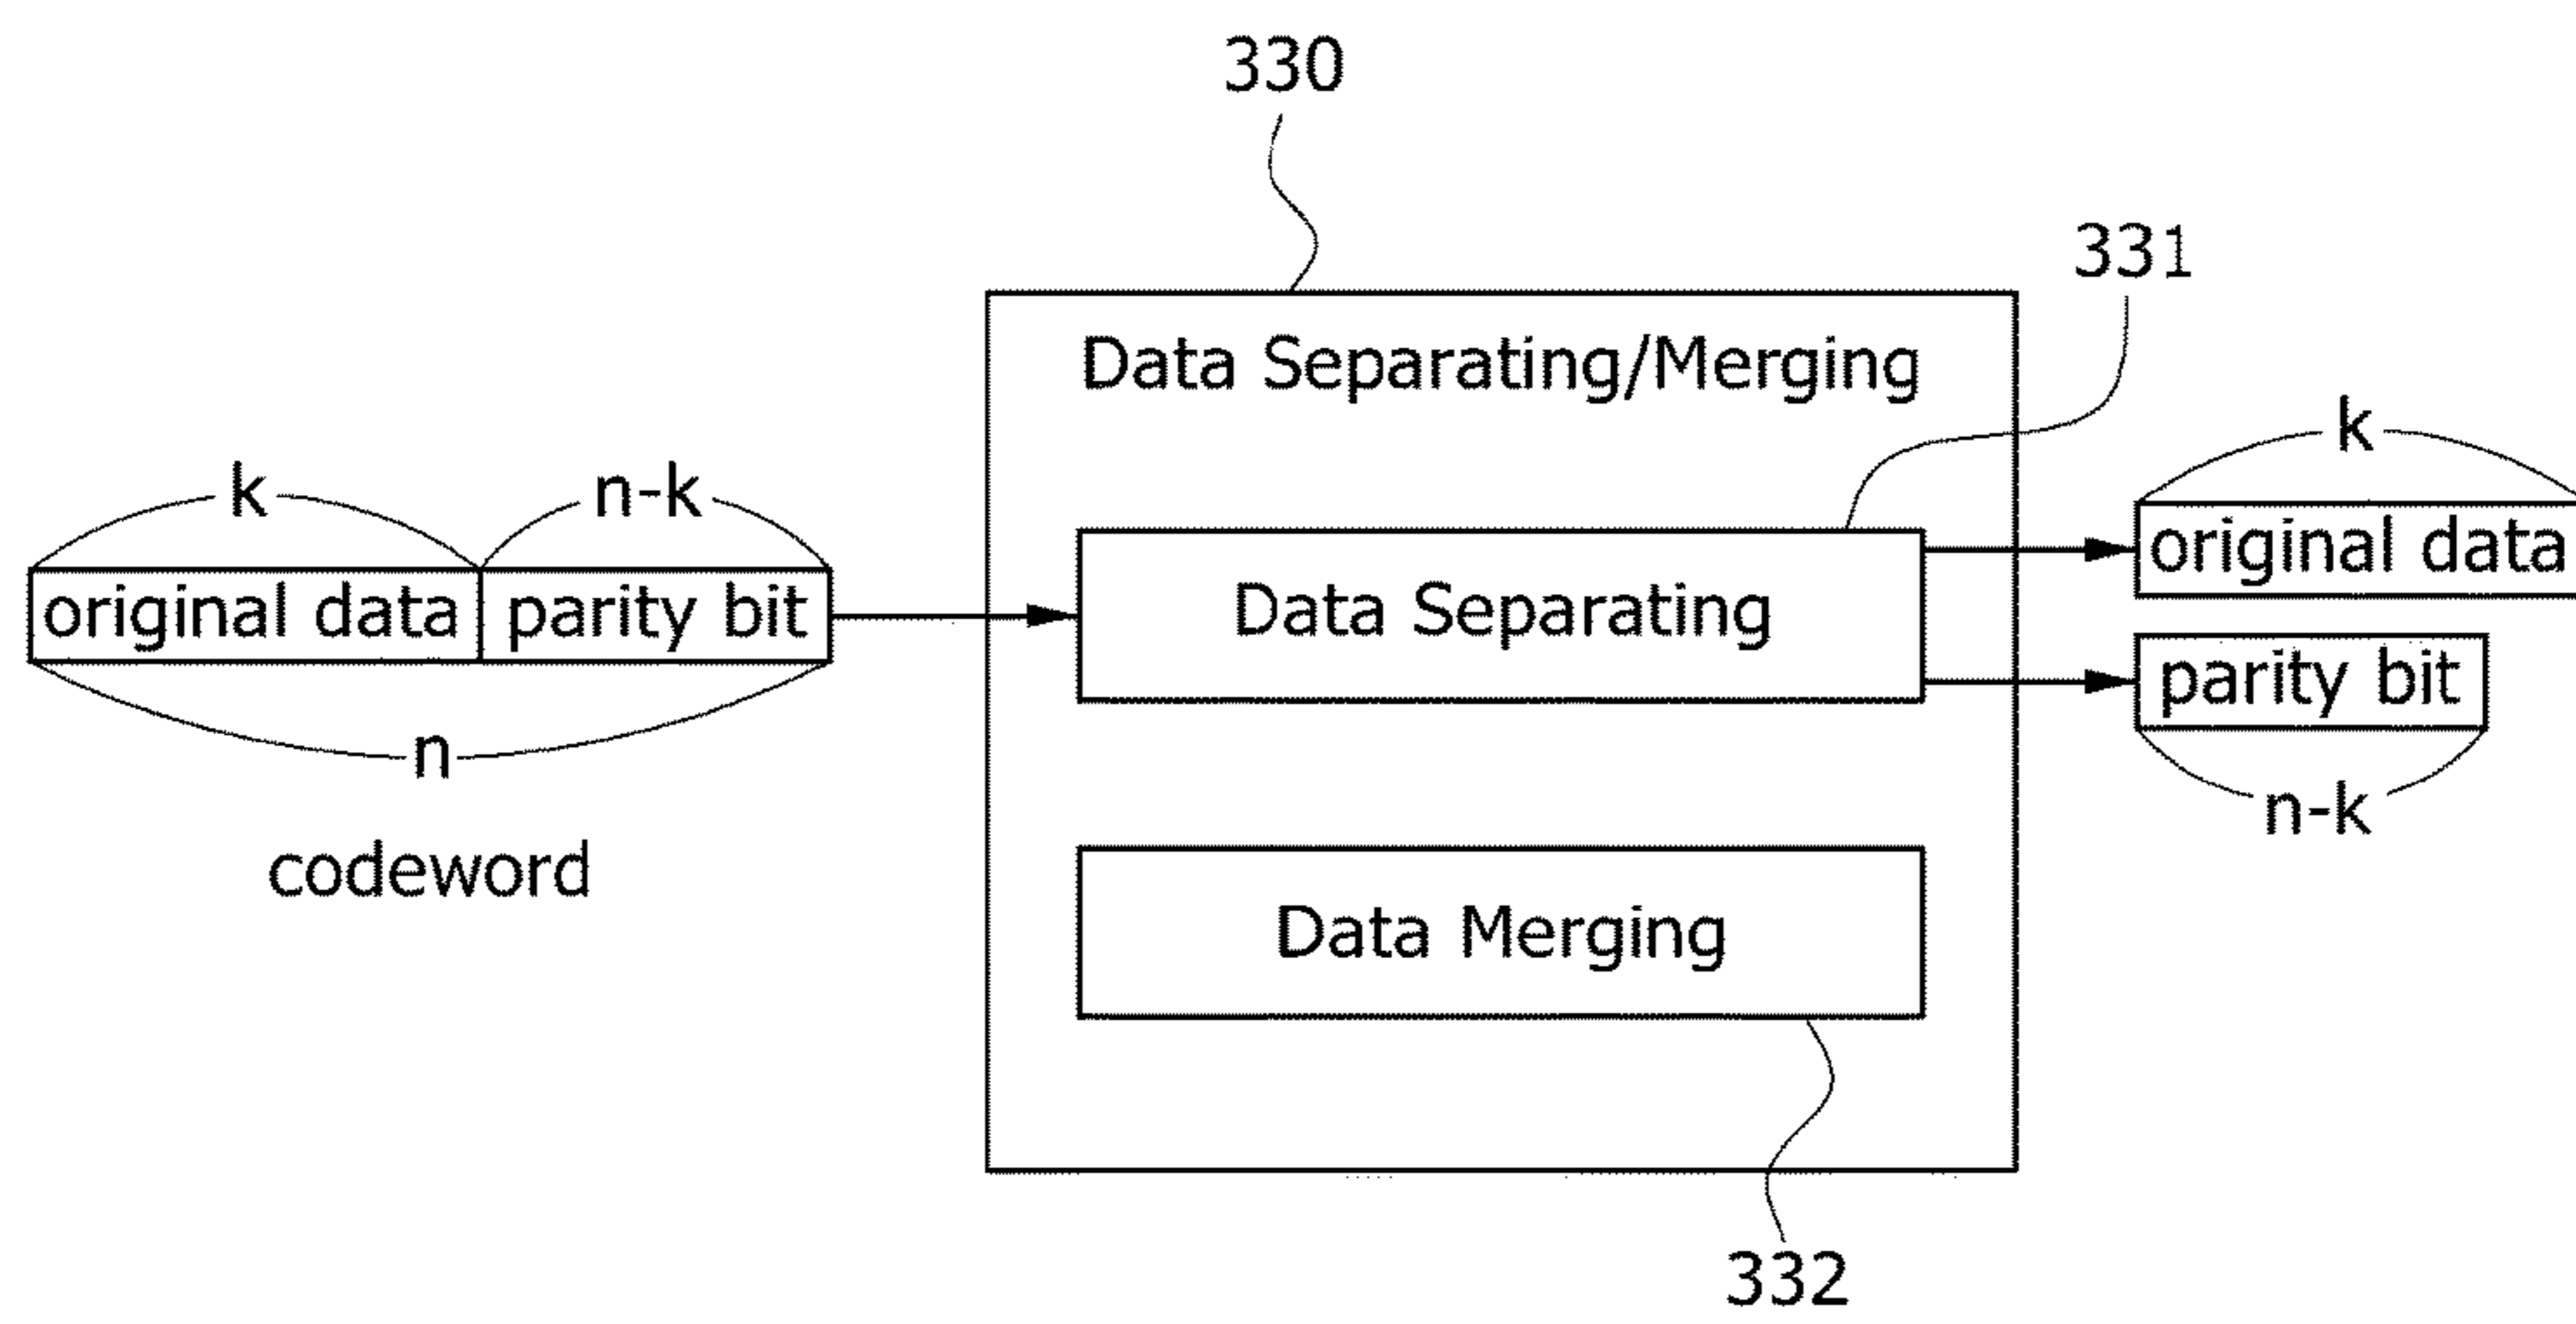 330
331
Data Separating/Merging
k
n-k
original data
parity bit
n
codeword
Data Separating
k
original data
parity bit
n-k
Data Merging
332